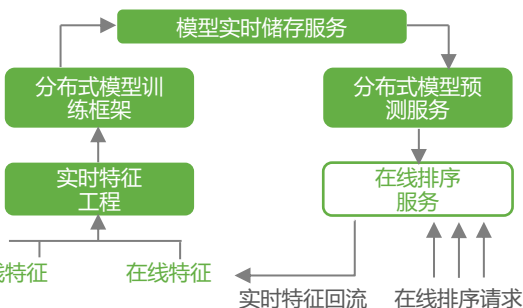 模型实时储存服务
分布式模型训
练框架
分布式模型预
测服务
实时特征
工程
在线排序
服务
线特征
在线特征
实时特征回流
在线排序请求